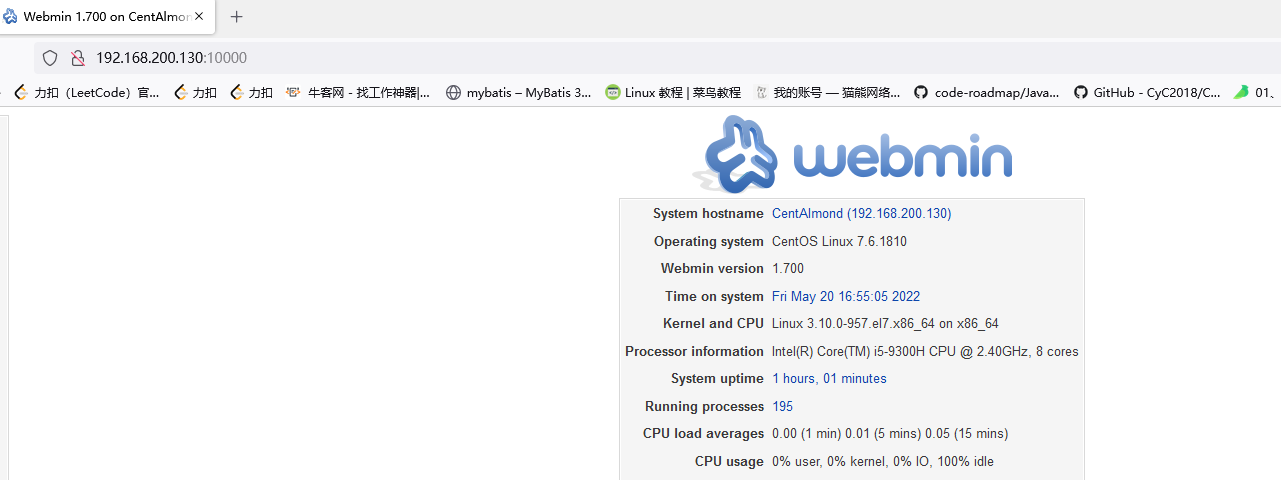 Webmin 1.700 on CentAlmon
192.168.200.130:10000
力扣（LeetCode）官... 力扣 力扣 牛客网 - 找工作神器|... mybatis – MyBatis 3... Linux 教程 | 菜鸟教程 我的账号 — 猫熊网络... code-roadmap/Java... GitHub - CyC2018/C... 01、
webmin
System hostname CentAlmond (192.168.200.130)
Operating system CentOS Linux 7.6.1810
Webmin version 1.700
Time on system Fri May 20 16:55:05 2022
Kernel and CPU Linux 3.10.0-957.el7.x86_64 on x86_64
Processor information Intel(R) Core(TM) i5-9300H CPU @ 2.40GHz, 8 cores
System uptime 1 hours, 01 minutes
Running processes 195
CPU load averages 0.00 (1 min) 0.01 (5 mins) 0.05 (15 mins)
CPU usage 0% user, 0% kernel, 0% IO, 100% idle